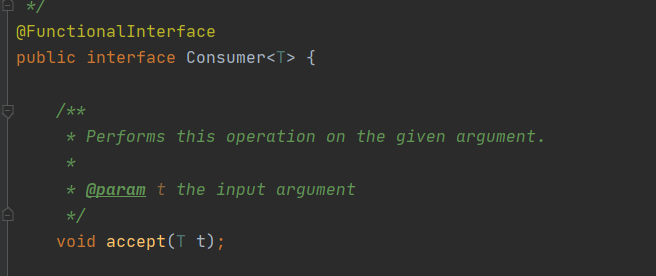 */
@FunctionalInterface
public interface Consumer<T> {
/**
* Performs this operation on the given argument.
*
* @param t the input argument
*/
void accept(T t);